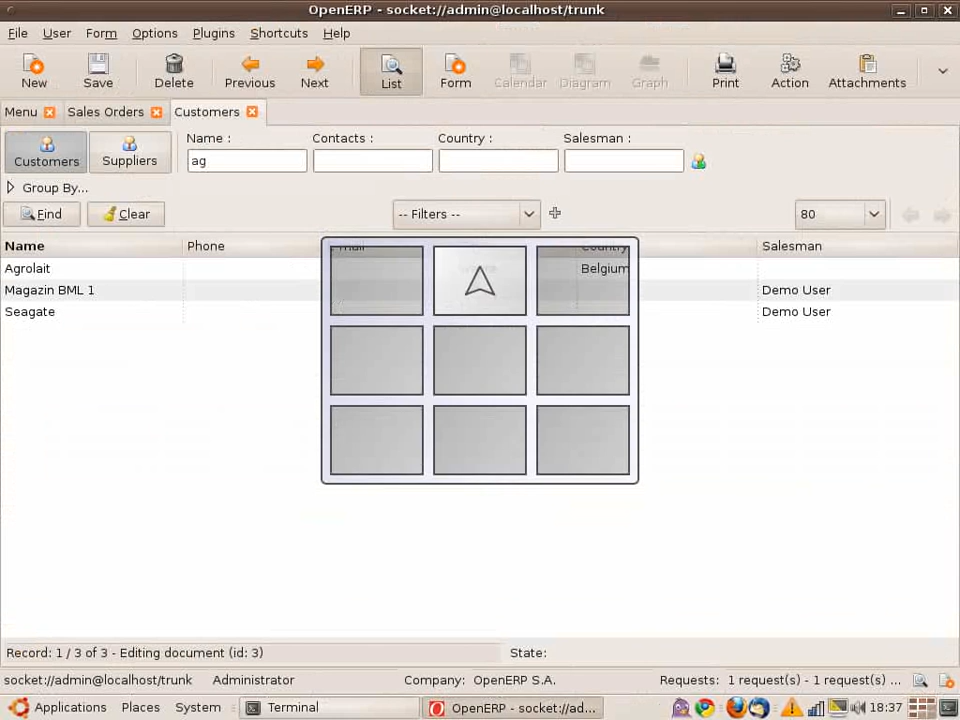 OpenERP - socket://admin@localhost/trunk
File User Form Options Plugins Shortcuts Help
New Save Delete Previous Next List Form Calendar Diagram Graph Print Action Attachments
Menu Sales Orders Customers
Customers Suppliers
Name : Contacts : Country : Salesman :
ag
Group By...
Find Clear -- Filters -- 80
Name Phone Country Salesman
Agrolait Belgium
Magazin BML 1 Demo User
Seagate Demo User
Record: 1 / 3 of 3 - Editing document (id: 3) State:
socket://admin@localhost/trunk Administrator Company: OpenERP S.A. Requests: 1 request(s) - 1 request(s) ...
Applications Places System Terminal OpenERP - socket://ad... 18:37